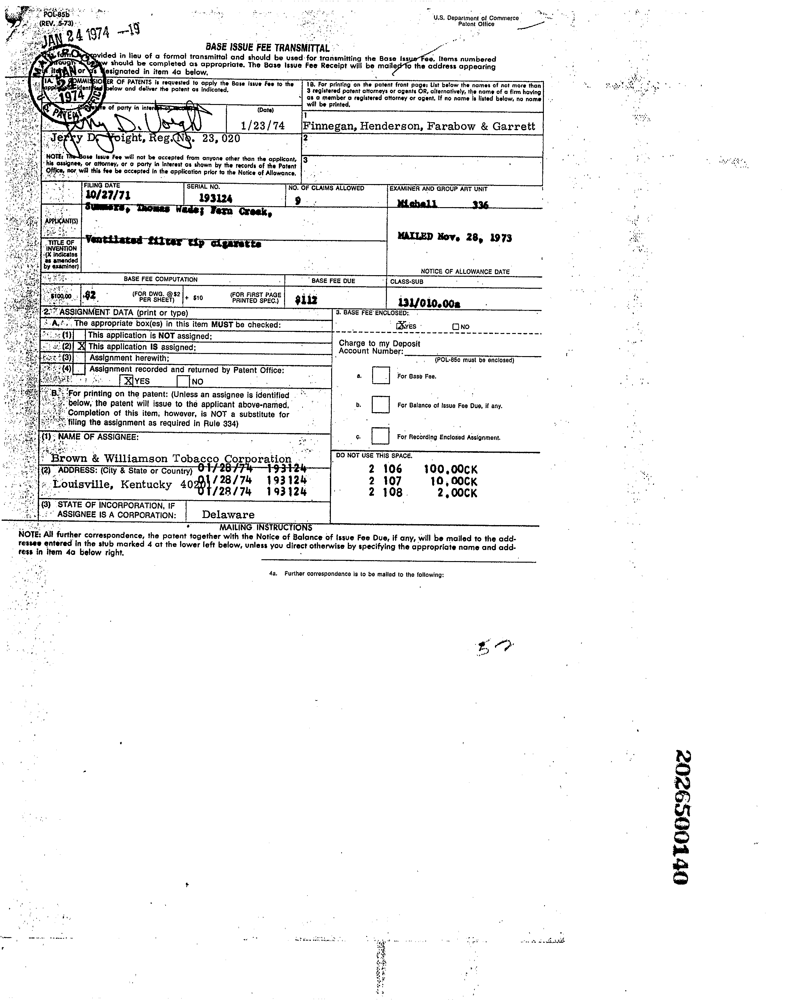 POL-85b
(REV. 5-73)
U.S. Department of Commerce
Patent Office
JAN 24 1974 —19
BASE ISSUE FEE TRANSMITTAL
provided in lieu of a formal transmittal and should be used for transmitting the Base Issue Fee. Items numbered
through should be completed as appropriate. The Base Issue Fee Receipt will be mailed to the address appearing
designated in item 4a below.
1A. COMMISSIONER OF PATENTS is requested to apply the Base Issue Fee to the
below and deliver the patent as indicated.
1B. For printing on the patent front page: List below the names of not more than
3 registered patent attorneys or agents OR, alternatively, the name of a firm having
as a member a registered attorney or agent. If no name is listed below, no name
will be printed.
1974
of party in interest
(Date)
Jerry D. Voight
1/23/74
Jerry D. Voight, Reg. No. 23,020
1
Finnegan, Henderson, Farabow & Garrett
2
3
NOTE: The Base Issue Fee will not be accepted from anyone other than the applicant,
his assignee, or attorney, or a party in interest as shown by the records of the Patent
Office, nor will this fee be accepted in the application prior to the Notice of Allowance.
FILING DATE
SERIAL NO.
NO. OF CLAIMS ALLOWED
EXAMINER AND GROUP ART UNIT
10/27/71
193124
9
Michell 336
APPLICANT(S)
Summers, Thomas Wade; Fern Creek,
TITLE OF
INVENTION
(X indicates
as amended
by examiner)
Ventilated filter tip cigarette
MAILED Nov. 28, 1973
NOTICE OF ALLOWANCE DATE
BASE FEE COMPUTATION
BASE FEE DUE
CLASS-SUB
$100.00
$2
(FOR DWG. @ $2
PER SHEET)
+ $10
(FOR FIRST PAGE
PRINTED SPEC.)
$112
131/010.00a
2. ASSIGNMENT DATA (print or type)
A. The appropriate box(es) in this item MUST be checked:
(1) This application is NOT assigned;
(2) X This application IS assigned;
(3) Assignment herewith;
(4) Assignment recorded and returned by Patent Office:
X YES NO
B. For printing on the patent: (Unless an assignee is identified
below, the patent will issue to the applicant above-named.
Completion of this item, however, is NOT a substitute for
filing the assignment as required in Rule 334)
(1) NAME OF ASSIGNEE:
Brown & Williamson Tobacco Corporation
01/28/74 193124
(2) ADDRESS: (City & State or Country)
01/28/74 193124
Louisville, Kentucky 40201
01/28/74 193124
(3) STATE OF INCORPORATION, IF
ASSIGNEE IS A CORPORATION:
Delaware
3. BASE FEE ENCLOSED:
X YES NO
Charge to my Deposit
Account Number:
(POL-85c must be enclosed)
a. For Base Fee.
b. For Balance of Issue Fee Due, if any.
c. For Recording Enclosed Assignment.
DO NOT USE THIS SPACE.
2 106 100.00CK
2 107 10.00CK
2 108 2.00CK
MAILING INSTRUCTIONS
NOTE: All further correspondence, the patent together with the Notice of Balance of Issue Fee Due, if any, will be mailed to the add-
ressee entered in the stub marked 4 at the lower left below, unless you direct otherwise by specifying the appropriate name and add-
ress in item 4a below right.
4a. Further correspondence is to be mailed to the following:
57
2026500140